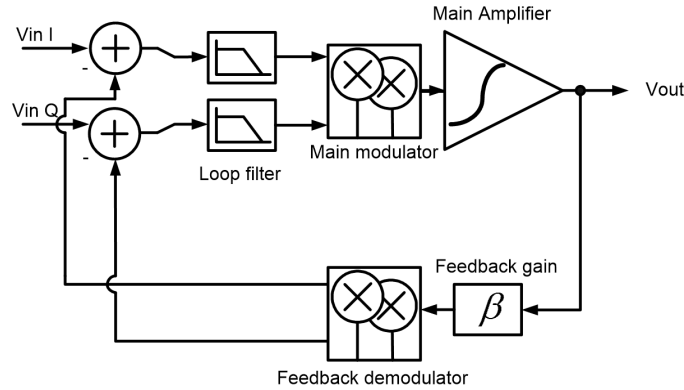 Main Amplifier
Vin I
-
Vout
Vin Q
-
Main modulator
Loop filter
Feedback gain
β
Feedback demodulator